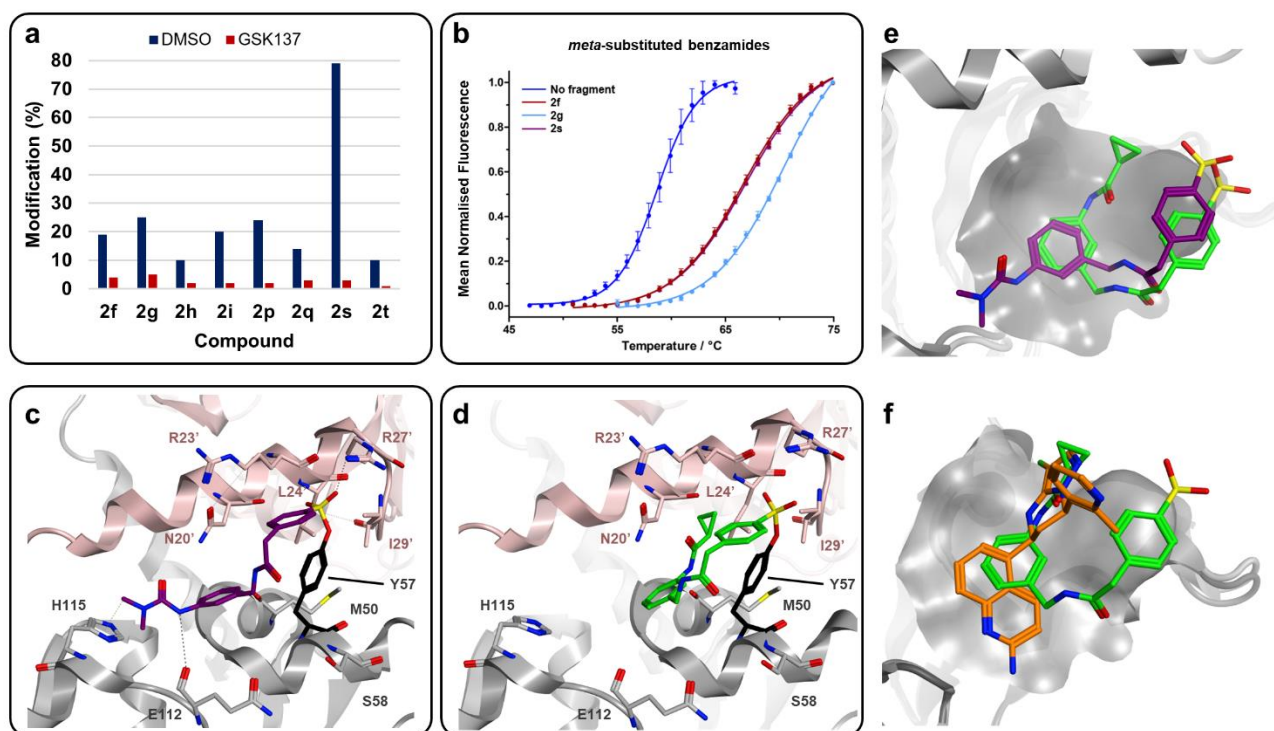 a
DMSO GSK137
80
70
60
50
40
30
20
10
0
Modification (%)
2f 2g 2h 2i 2p 2q 2s 2t
Compound
b
meta-substituted benzamides
No fragment
2f
2g
2s
1.0
0.8
0.6
0.4
0.2
0.0
Mean Normalised Fluorescence
45 55 65 75
Temperature / °C
e
c
R23'
R27'
L24'
N20'
I29'
Y57
H115
M50
S58
E112
d
R23'
R27'
L24'
N20'
I29'
Y57
H115
M50
S58
E112
f